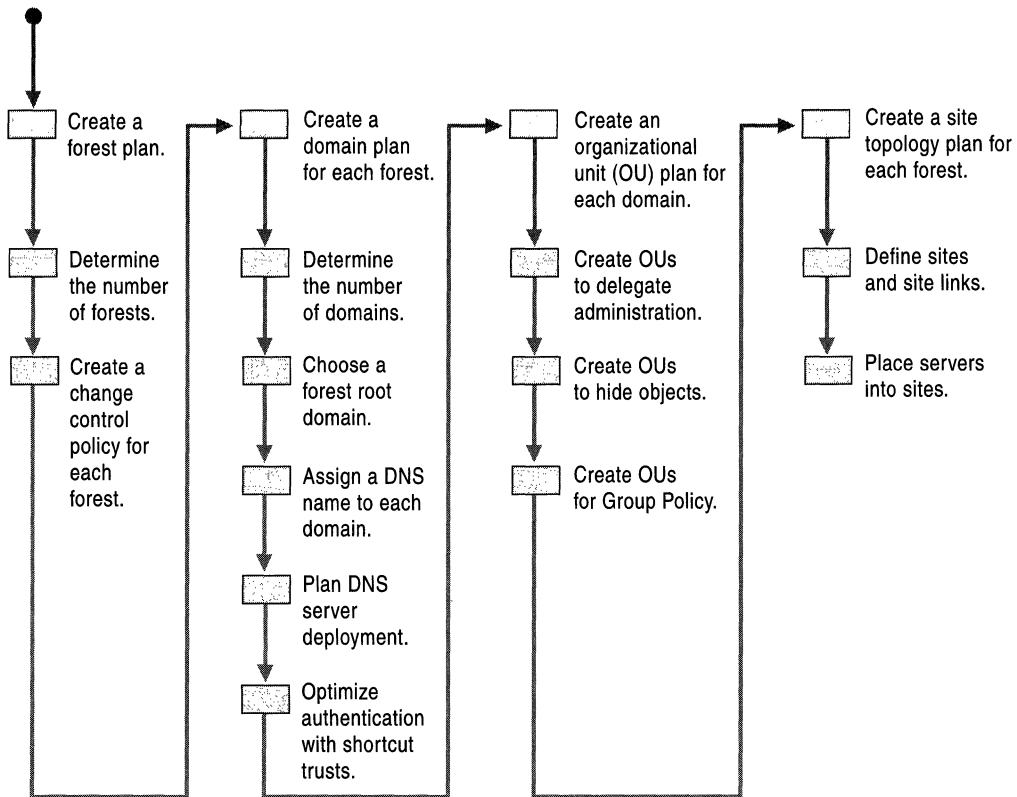 Create a
forest plan.
Determine
the number
of forests.
Create a
change
control
policy for
each
forest.
Create a
domain plan
for each forest.
Determine
the number
of domains.
Choose a
forest root
domain.
Assign a DNS
name to each
domain.
Plan DNS
server
deployment.
Optimize
authentication
with shortcut
trusts.
Create an
organizational
unit (OU) plan for
each domain.
Create OUs
to delegate
administration.
Create OUs
to hide objects.
Create OUs
for Group Policy.
Create a site
topology plan for
each forest.
Define sites
and site links.
Place servers
into sites.